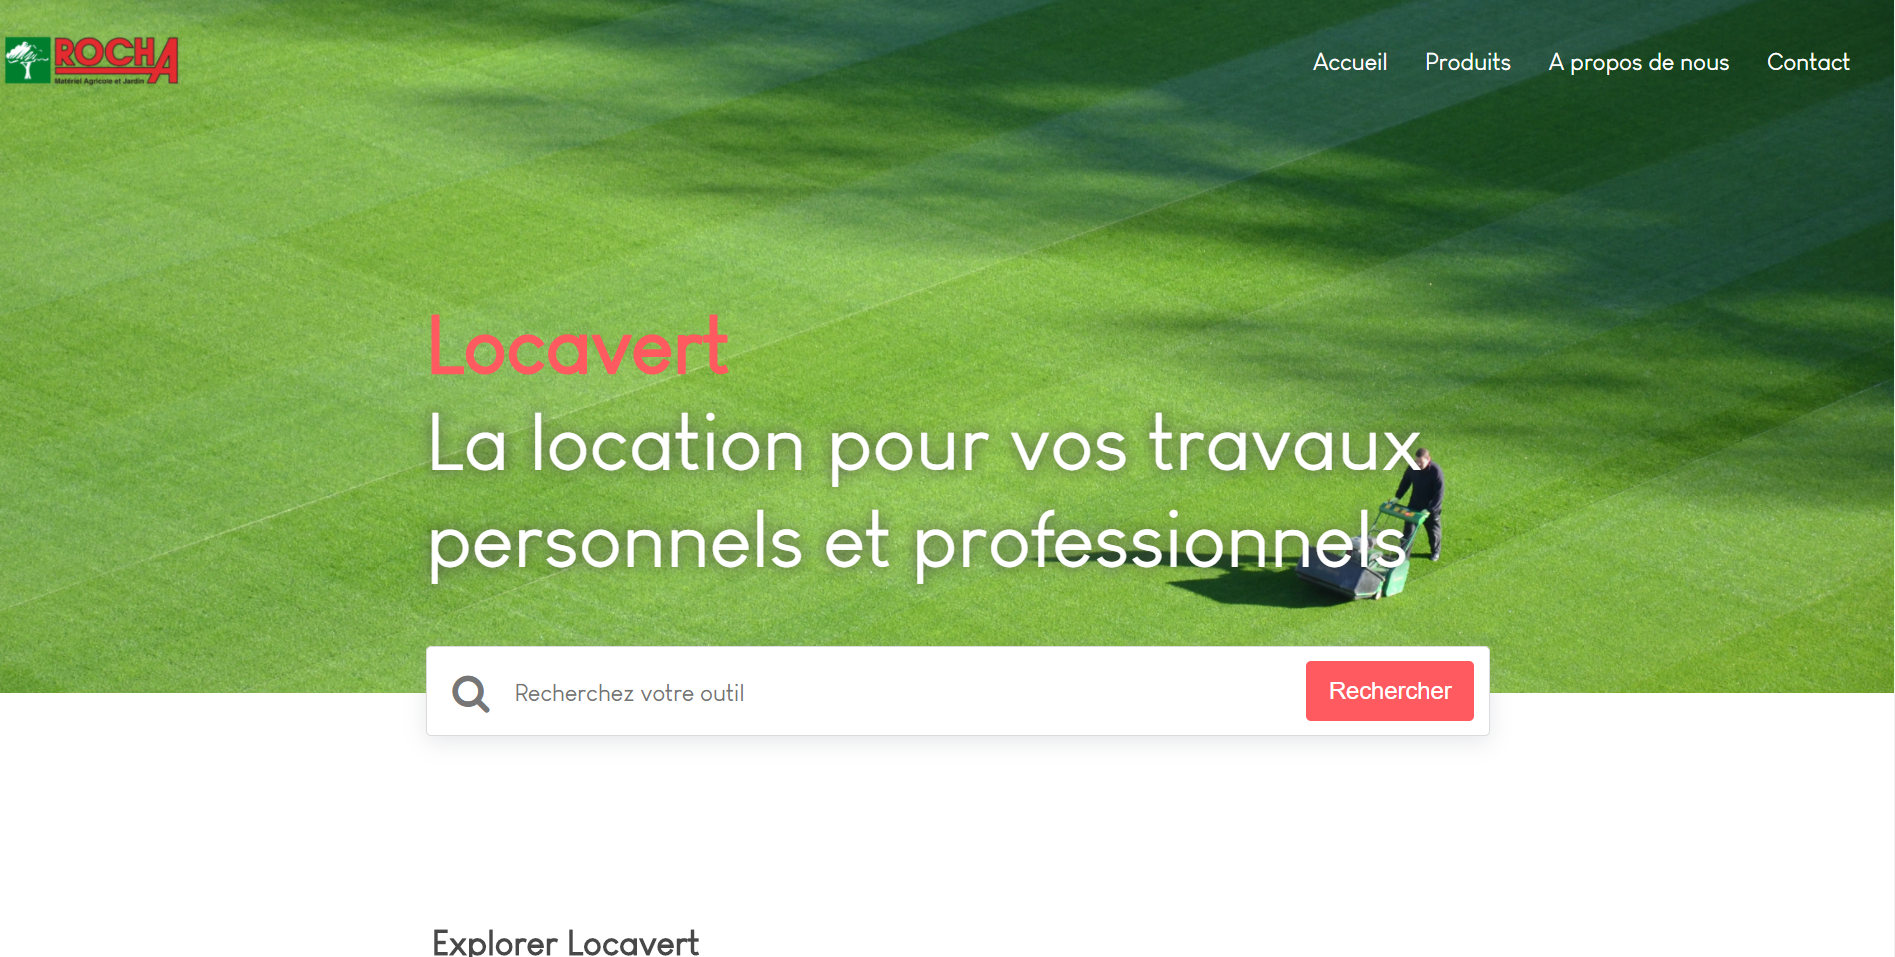 ROCHA
Matériel Agricole et Jardin
Accueil Produits A propos de nous Contact
Locavert
La location pour vos travaux
personnels et professionnels
Recherchez votre outil
Rechercher
Explorer Locavert